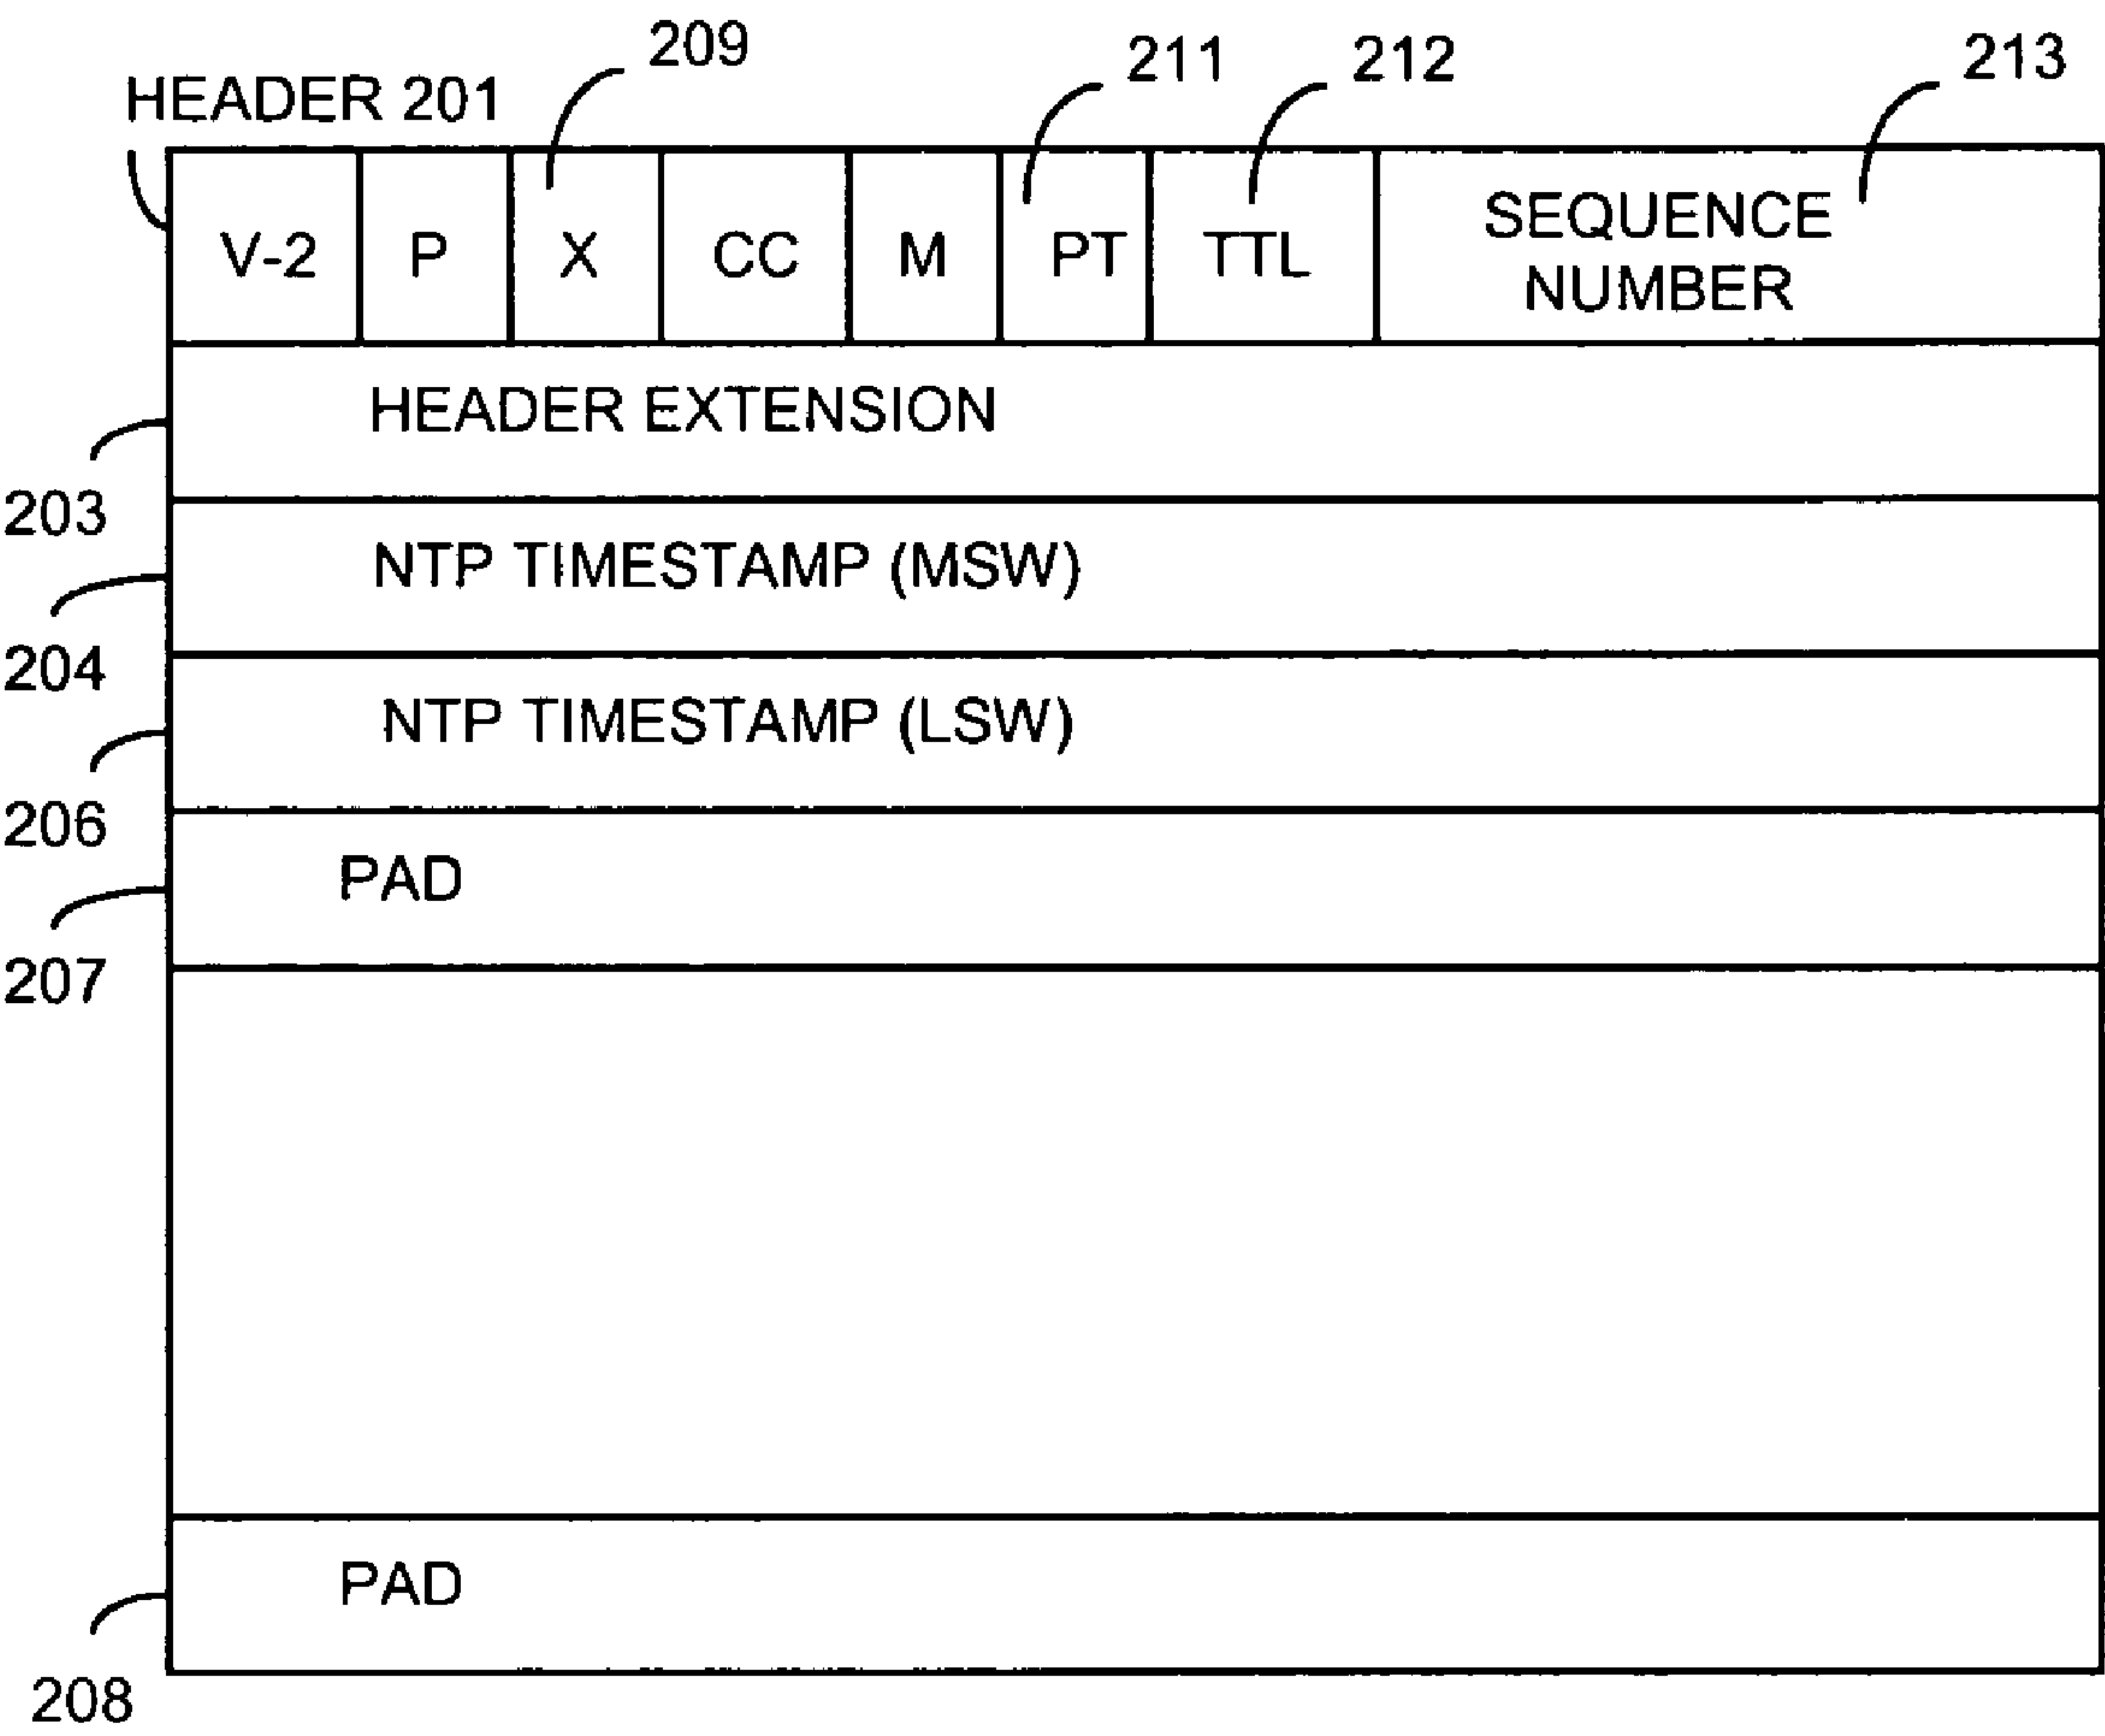 209
211
212
213
HEADER 201
V-2 P X CC M PT TTL SEQUENCE
NUMBER
HEADER EXTENSION
203
NTP TIMESTAMP (MSW)
204
NTP TIMESTAMP (LSW)
206
PAD
207
PAD
208